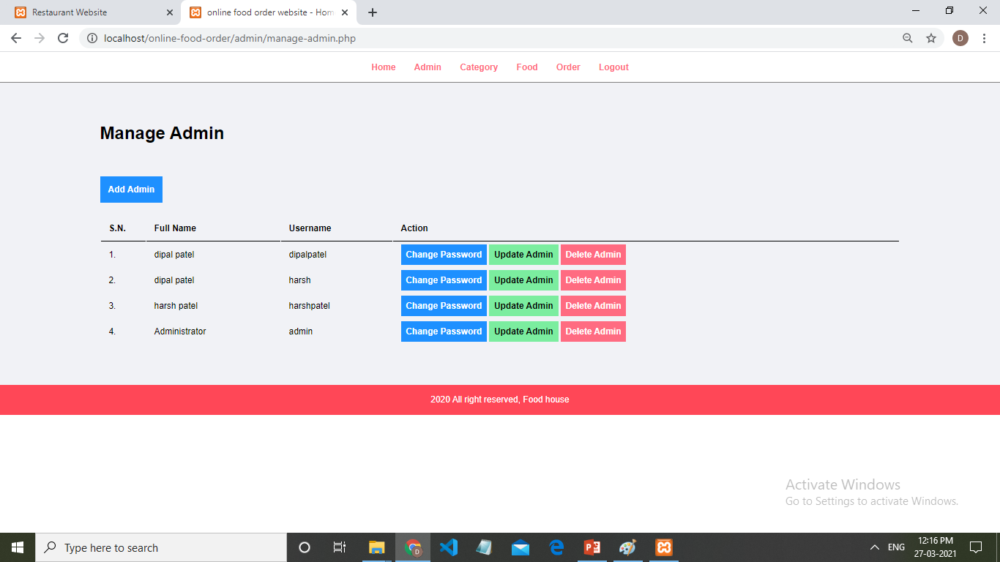 Restaurant Website
online food order website - Hom
localhost/online-food-order/admin/manage-admin.php
D
Home Admin Category Food Order Logout
Manage Admin
Add Admin
S.N. Full Name Username Action
1. dipal patel dipalpatel Change Password Update Admin Delete Admin
2. dipal patel harsh Change Password Update Admin Delete Admin
3. harsh patel harshpatel Change Password Update Admin Delete Admin
4. Administrator admin Change Password Update Admin Delete Admin
2020 All right reserved, Food house
Activate Windows
Go to Settings to activate Windows.
Type here to search
ENG
12:16 PM
27-03-2021